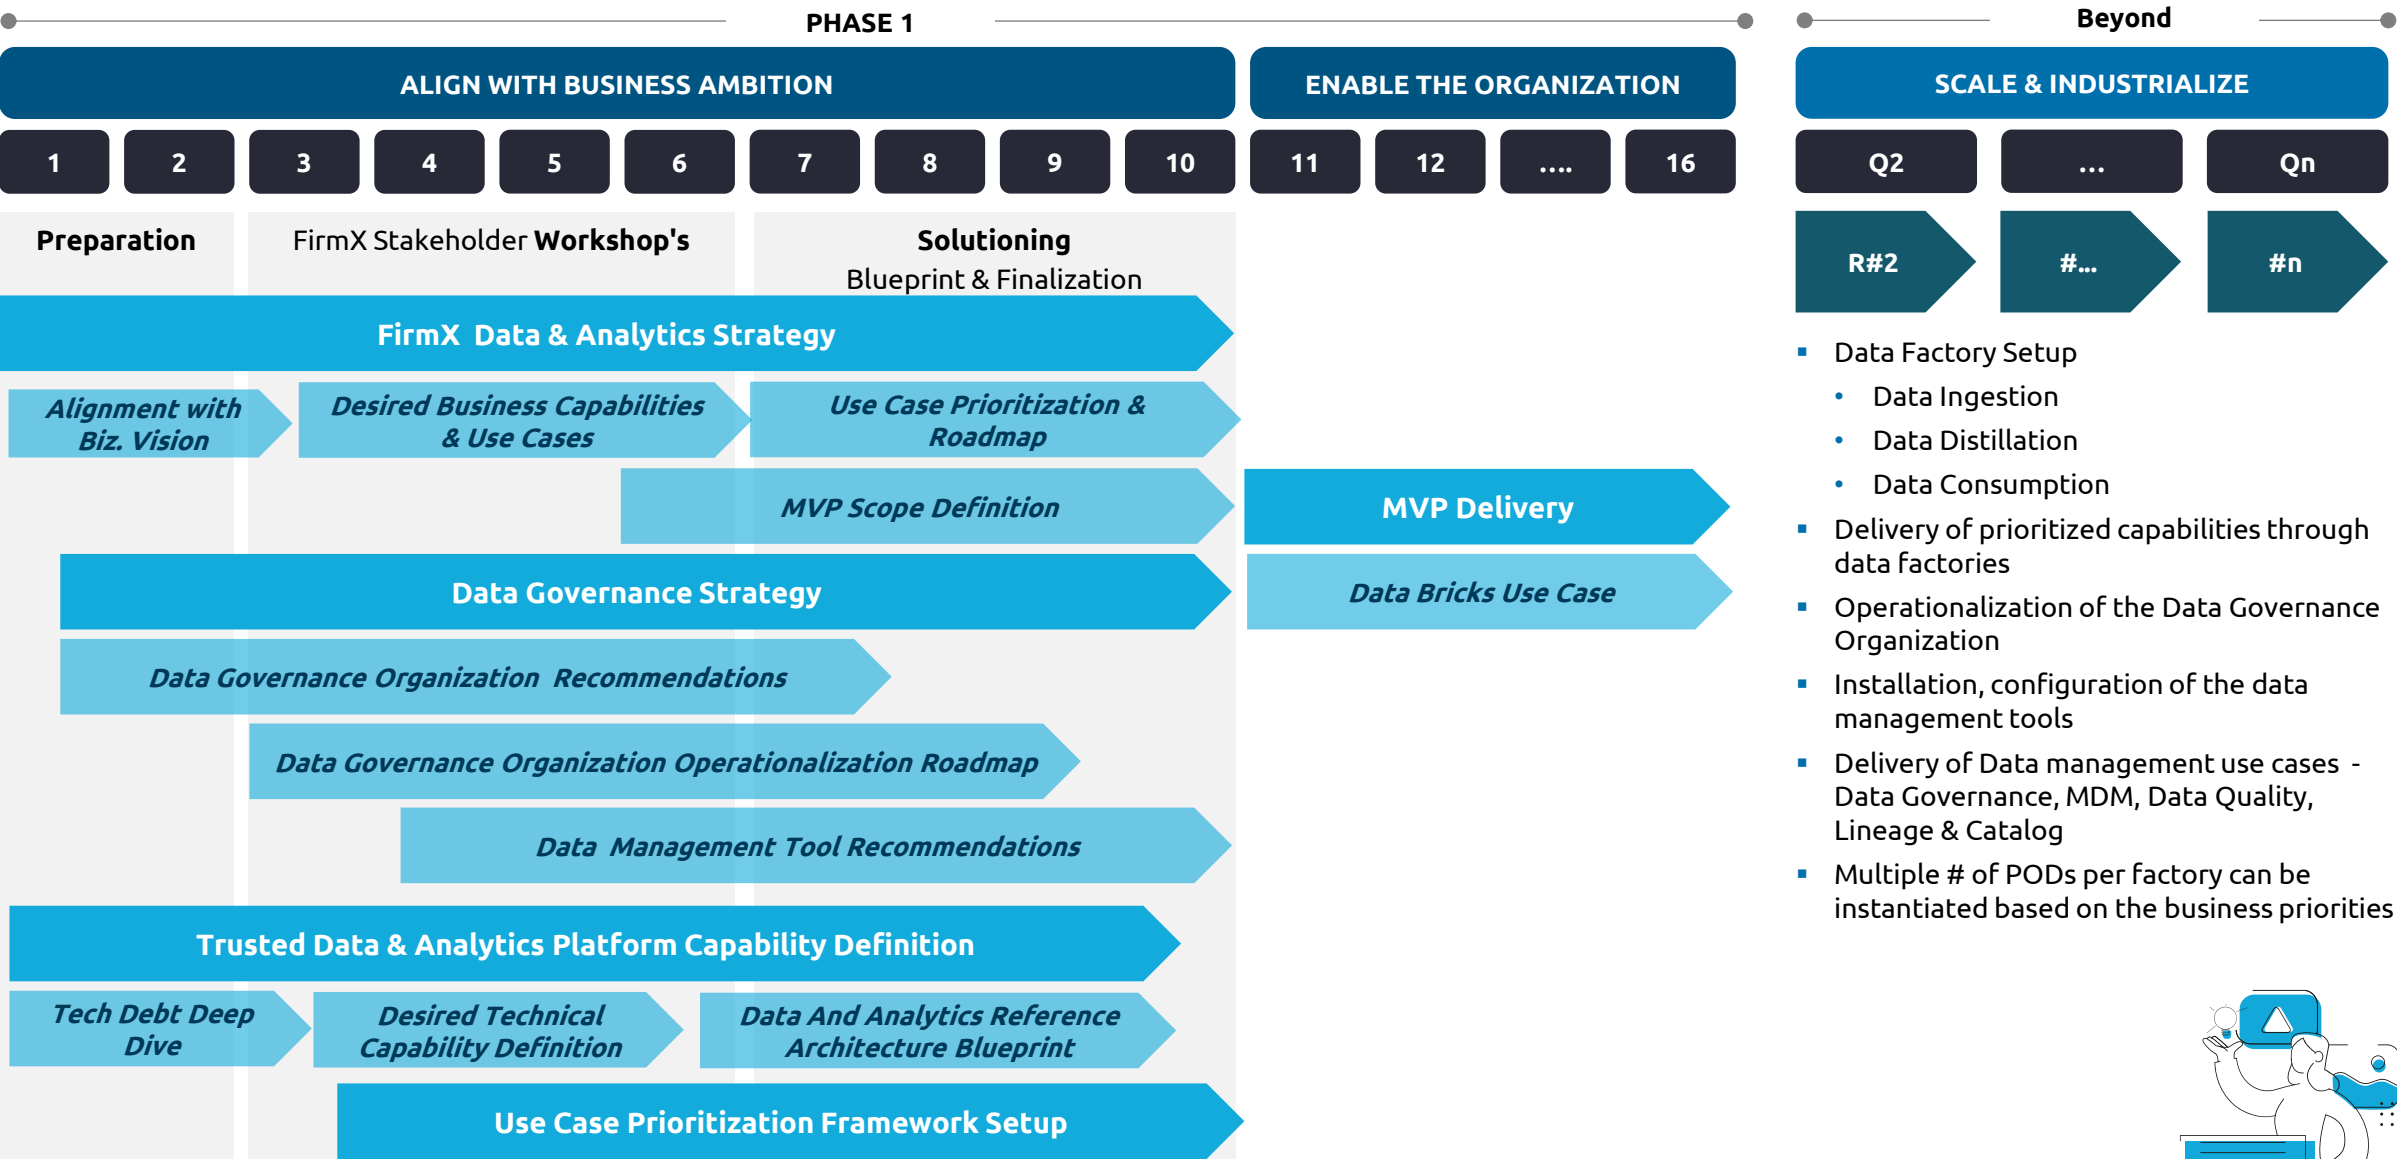 PHASE 1
Beyond
ALIGN WITH BUSINESS AMBITION
ENABLE THE ORGANIZATION
SCALE & INDUSTRIALIZE
1
2
3
4
5
6
7
8
9
10
11
12
....
16
Q2
...
Qn
Preparation
FirmX Stakeholder Workshop's
Solutioning
Blueprint & Finalization
R#2
#...
#n
FirmX Data & Analytics Strategy
Alignment with
Biz. Vision
Desired Business Capabilities
& Use Cases
Use Case Prioritization &
Roadmap
MVP Scope Definition
MVP Delivery
Data Governance Strategy
Data Bricks Use Case
Data Governance Organization Recommendations
Data Governance Organization Operationalization Roadmap
Data Management Tool Recommendations
Trusted Data & Analytics Platform Capability Definition
Tech Debt Deep
Dive
Desired Technical
Capability Definition
Data And Analytics Reference
Architecture Blueprint
Use Case Prioritization Framework Setup
▪ Data Factory Setup
• Data Ingestion
• Data Distillation
• Data Consumption
▪ Delivery of prioritized capabilities through
data factories
▪ Operationalization of the Data Governance
Organization
▪ Installation, configuration of the data
management tools
▪ Delivery of Data management use cases -
Data Governance, MDM, Data Quality,
Lineage & Catalog
▪ Multiple # of PODs per factory can be
instantiated based on the business priorities